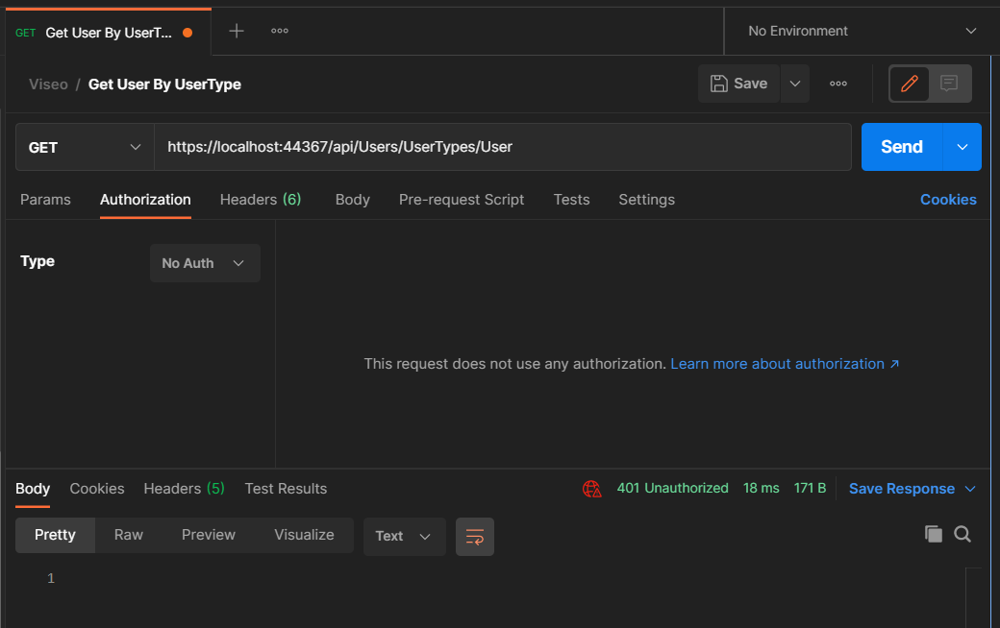 GET Get User By UserT... No Environment
Viseo / Get User By UserType Save
GET https://localhost:44367/api/Users/UserTypes/User Send
Params Authorization Headers (6) Body Pre-request Script Tests Settings Cookies
Type No Auth
This request does not use any authorization. Learn more about authorization ↗
Body Cookies Headers (5) Test Results 401 Unauthorized 18 ms 171 B Save Response
Pretty Raw Preview Visualize Text
1